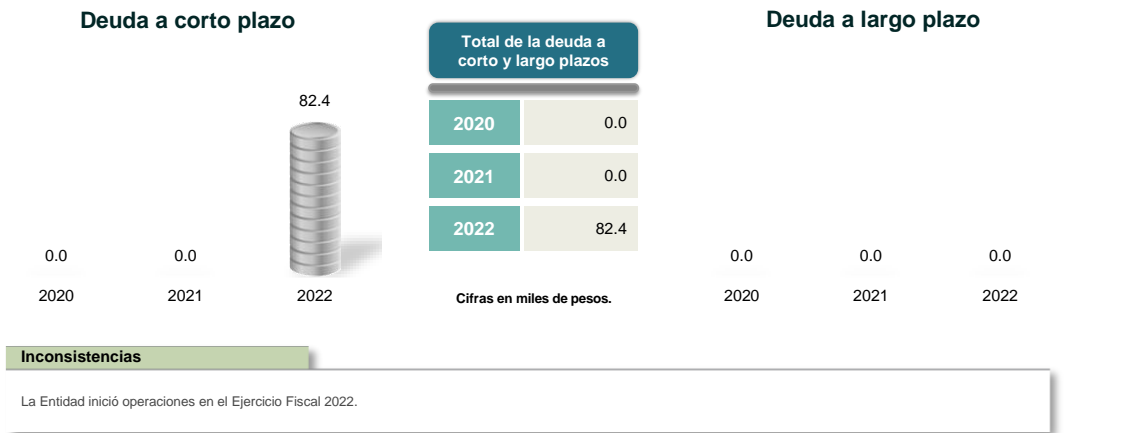 Deuda a corto plazo
82.4
0.0 0.0
2020 2021 2022
Total de la deuda a
corto y largo plazos
2020 0.0
2021 0.0
2022 82.4
Cifras en miles de pesos.
Deuda a largo plazo
0.0 0.0 0.0
2020 2021 2022
Inconsistencias
La Entidad inició operaciones en el Ejercicio Fiscal 2022.